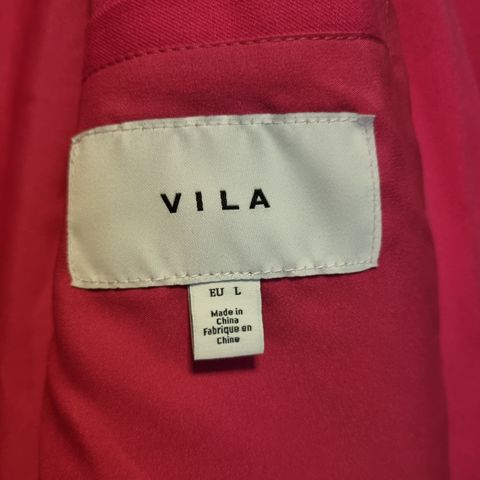 VILA
EU L
Made in
China
Fabriqué en
Chine